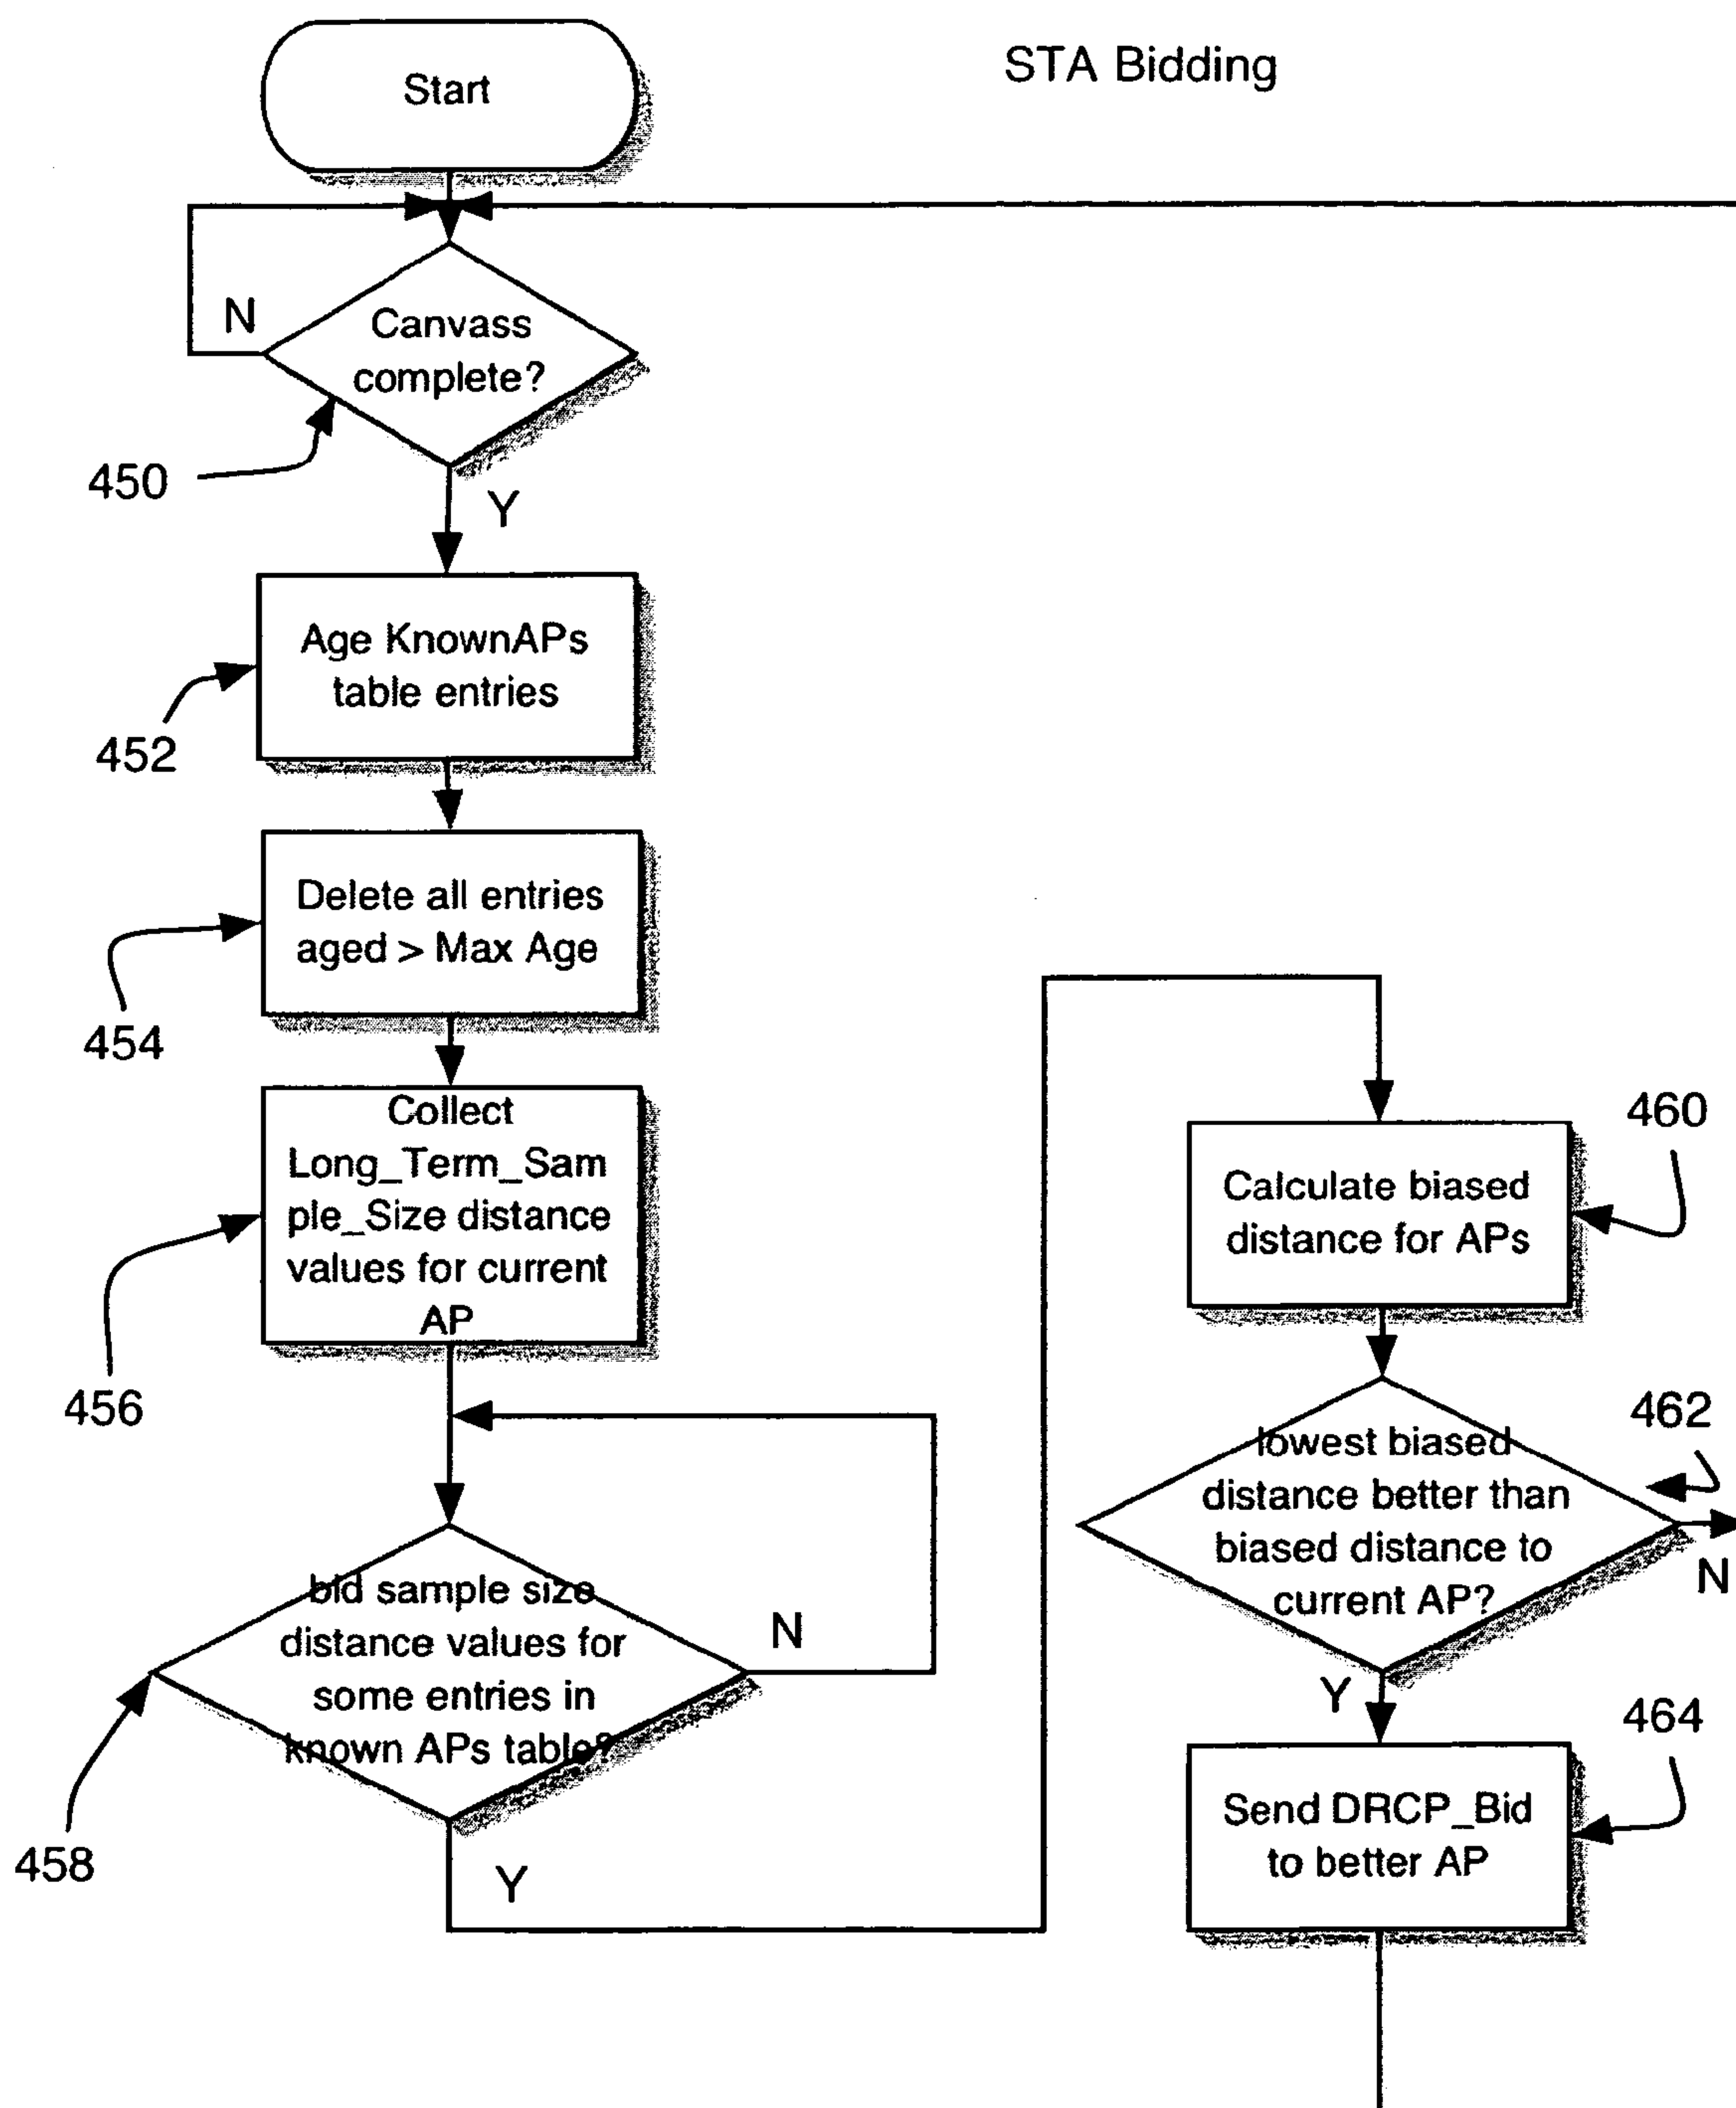 Start
STA Bidding
N
Canvass
complete?
450
Y
Age KnownAPs
table entries
452
Delete all entries
aged > Max Age
454
Collect
Long_Term_Sam
ple_Size distance
values for current
AP
456
bid sample size
distance values for
some entries in
known APs table?
N
458
Y
460
Calculate biased
distance for APs
462
lowest biased
distance better than
biased distance to
current AP?
N
Y
464
Send DRCP_Bid
to better AP